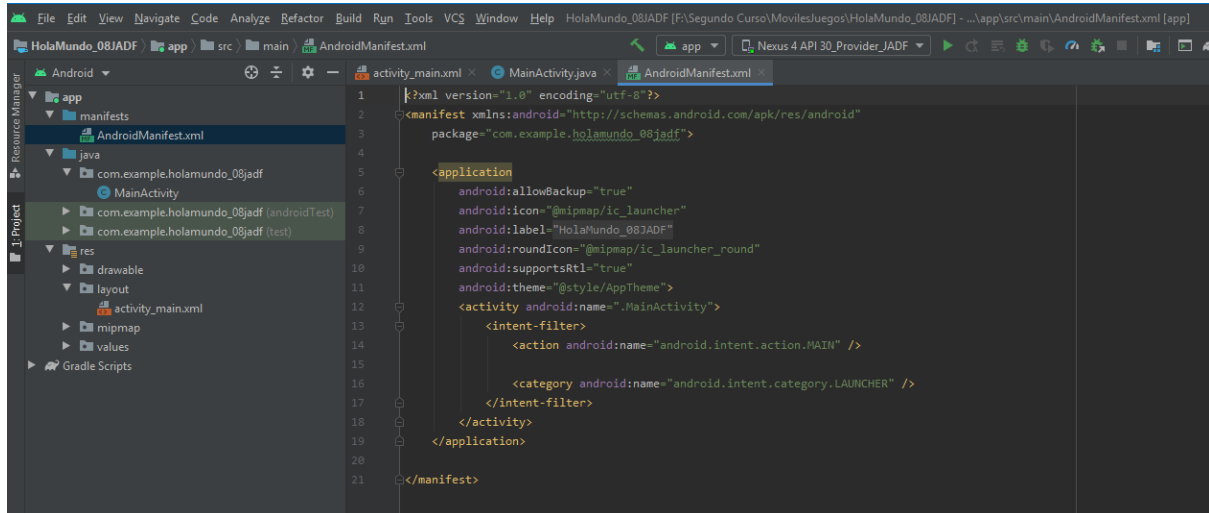 File Edit View Navigate Code Analyze Refactor Build Run Tools VCS Window Help HolaMundo_08JADF [F:\Segundo Curso\MovilesJuegos\HolaMundo_08JADF] - ...\app\src\main\AndroidManifest.xml [app]
HolaMundo_08JADF app src main AndroidManifest.xml app Nexus 4 API 30_Provider_JADF
Android
activity_main.xml MainActivity.java AndroidManifest.xml
Resource Manager
1: Project
app
manifests
AndroidManifest.xml
java
com.example.holamundo_08jadf
MainActivity
com.example.holamundo_08jadf (androidTest)
com.example.holamundo_08jadf (test)
res
drawable
layout
activity_main.xml
mipmap
values
Gradle Scripts
1 <?xml version="1.0" encoding="utf-8"?>
2 <manifest xmlns:android="http://schemas.android.com/apk/res/android"
3 package="com.example.holamundo_08jadf">
4
5 <application
6 android:allowBackup="true"
7 android:icon="@mipmap/ic_launcher"
8 android:label="HolaMundo_08JADF"
9 android:roundIcon="@mipmap/ic_launcher_round"
10 android:supportsRtl="true"
11 android:theme="@style/AppTheme">
12 <activity android:name=".MainActivity">
13 <intent-filter>
14 <action android:name="android.intent.action.MAIN" />
15
16 <category android:name="android.intent.category.LAUNCHER" />
17 </intent-filter>
18 </activity>
19 </application>
20
21 </manifest>